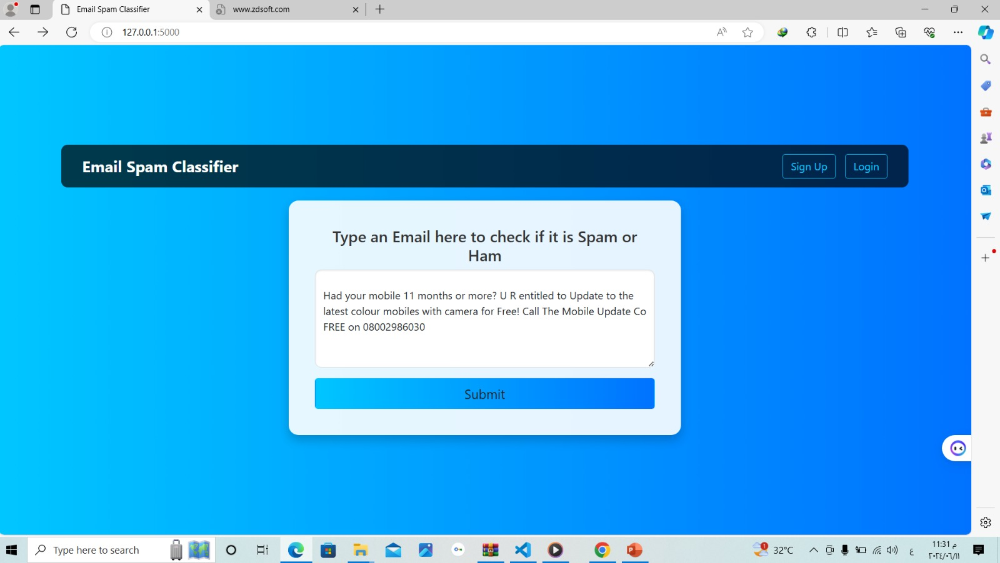 Email Spam Classifier
www.zdsoft.com
127.0.0.1:5000
Email Spam Classifier
Sign Up
Login
Type an Email here to check if it is Spam or
Ham
Had your mobile 11 months or more? U R entitled to Update to the
latest colour mobiles with camera for Free! Call The Mobile Update Co
FREE on 08002986030
Submit
Type here to search
1
32°C
ع
11:31 م
٢٠٢٤/٠٦/١١